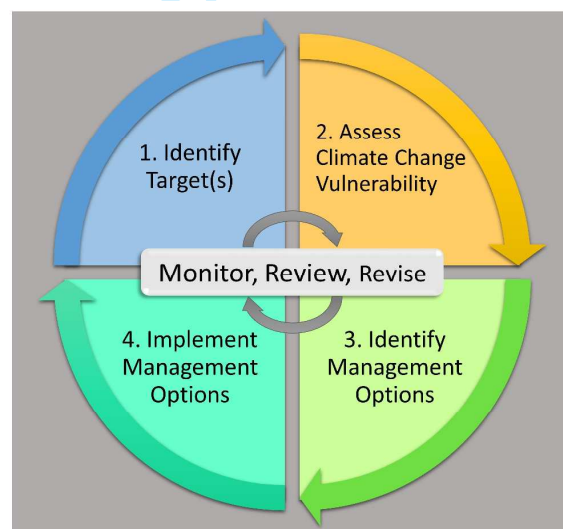 1. Identify
Target(s)
2. Assess
Climate Change
Vulnerability
Monitor, Review, Revise
4. Implement
Management
Options
3. Identify
Management
Options